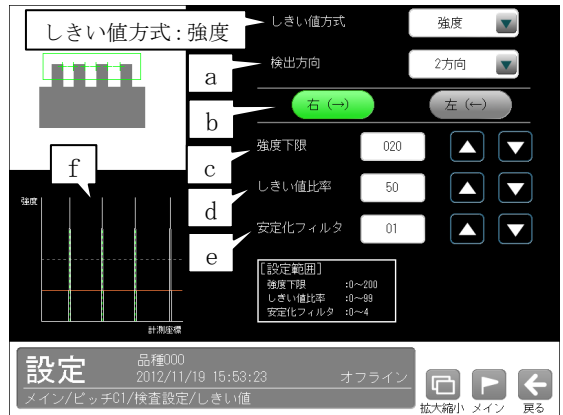 しきい値方式：強度
しきい値方式 強度
a 検出方向 2方向
b 右（→） 左（←）
c 強度下限 020
f
d しきい値比率 50
強度
e 安定化フィルタ 01
[設定範囲]
強度下限 :0～200
しきい値比率 :0～99
安定化フィルタ :0～4
計測座標
設定 品種000
2012/11/19 15:53:23 オフライン
メイン/ピッチC1/検査設定/しきい値
拡大縮小 メイン 戻る